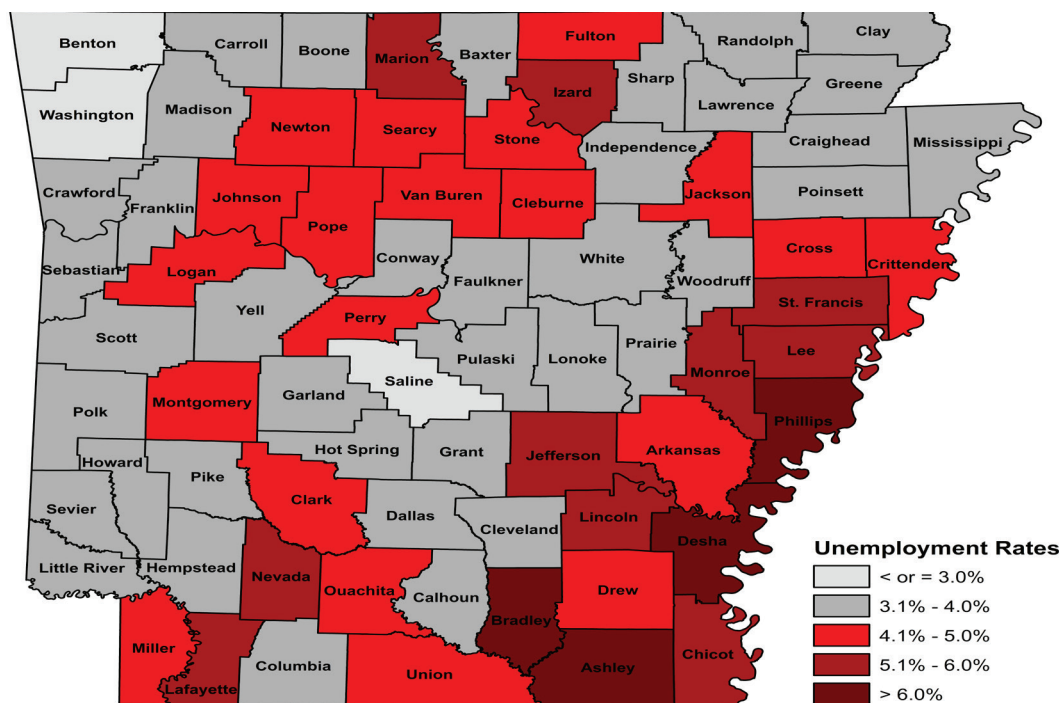 Benton
Carroll
Boone
Marion
Baxter
Fulton
Randolph
Clay
Izard
Sharp
Greene
Lawrence
Washington
Madison
Newton
Searcy
Stone
Independence
Craighead
Mississippi
Crawford
Franklin
Johnson
Pope
Van Buren
Cleburne
Jackson
Poinsett
Sebastian
Logan
Conway
Faulkner
White
Woodruff
Cross
Crittenden
Scott
Yell
Perry
Pulaski
Lonoke
Prairie
St. Francis
Lee
Monroe
Polk
Montgomery
Garland
Saline
Phillips
Hot Spring
Grant
Jefferson
Arkansas
Howard
Pike
Clark
Dallas
Cleveland
Lincoln
Desha
Sevier
Little River
Hempstead
Nevada
Ouachita
Calhoun
Bradley
Drew
Miller
Lafayette
Columbia
Union
Ashley
Chicot
Unemployment Rates
< or = 3.0%
3.1% - 4.0%
4.1% - 5.0%
5.1% - 6.0%
> 6.0%